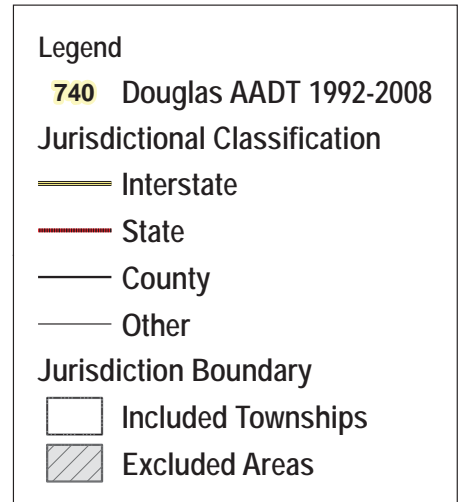 Legend
740 Douglas AADT 1992-2008
Jurisdictional Classification
Interstate
State
County
Other
Jurisdiction Boundary
Included Townships
Excluded Areas